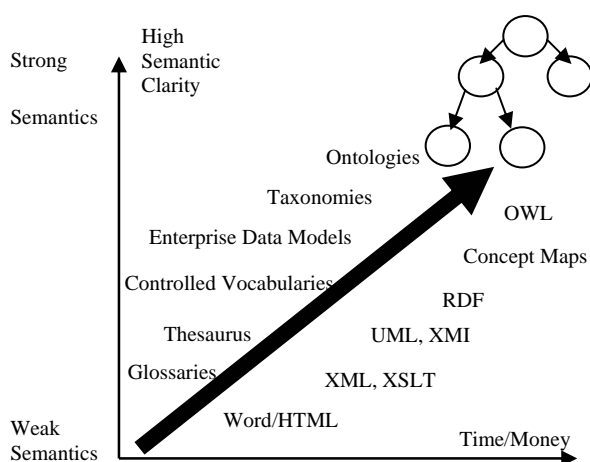 Strong
Semantics
High
Semantic
Clarity
Ontologies
Taxonomies
OWL
Enterprise Data Models
Concept Maps
Controlled Vocabularies
RDF
Thesaurus
UML, XMI
Glossaries
XML, XSLT
Word/HTML
Weak
Semantics
Time/Money